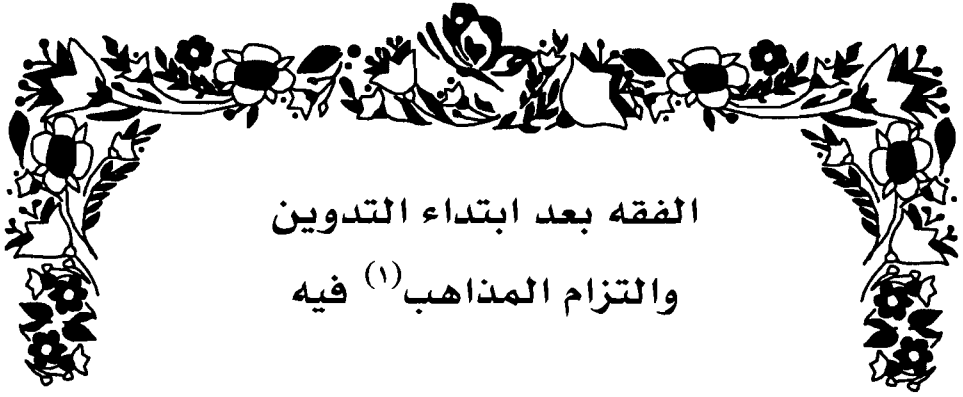 الفقه بعد ابتداء التدوين
والتزام المذاهب(١) فيه